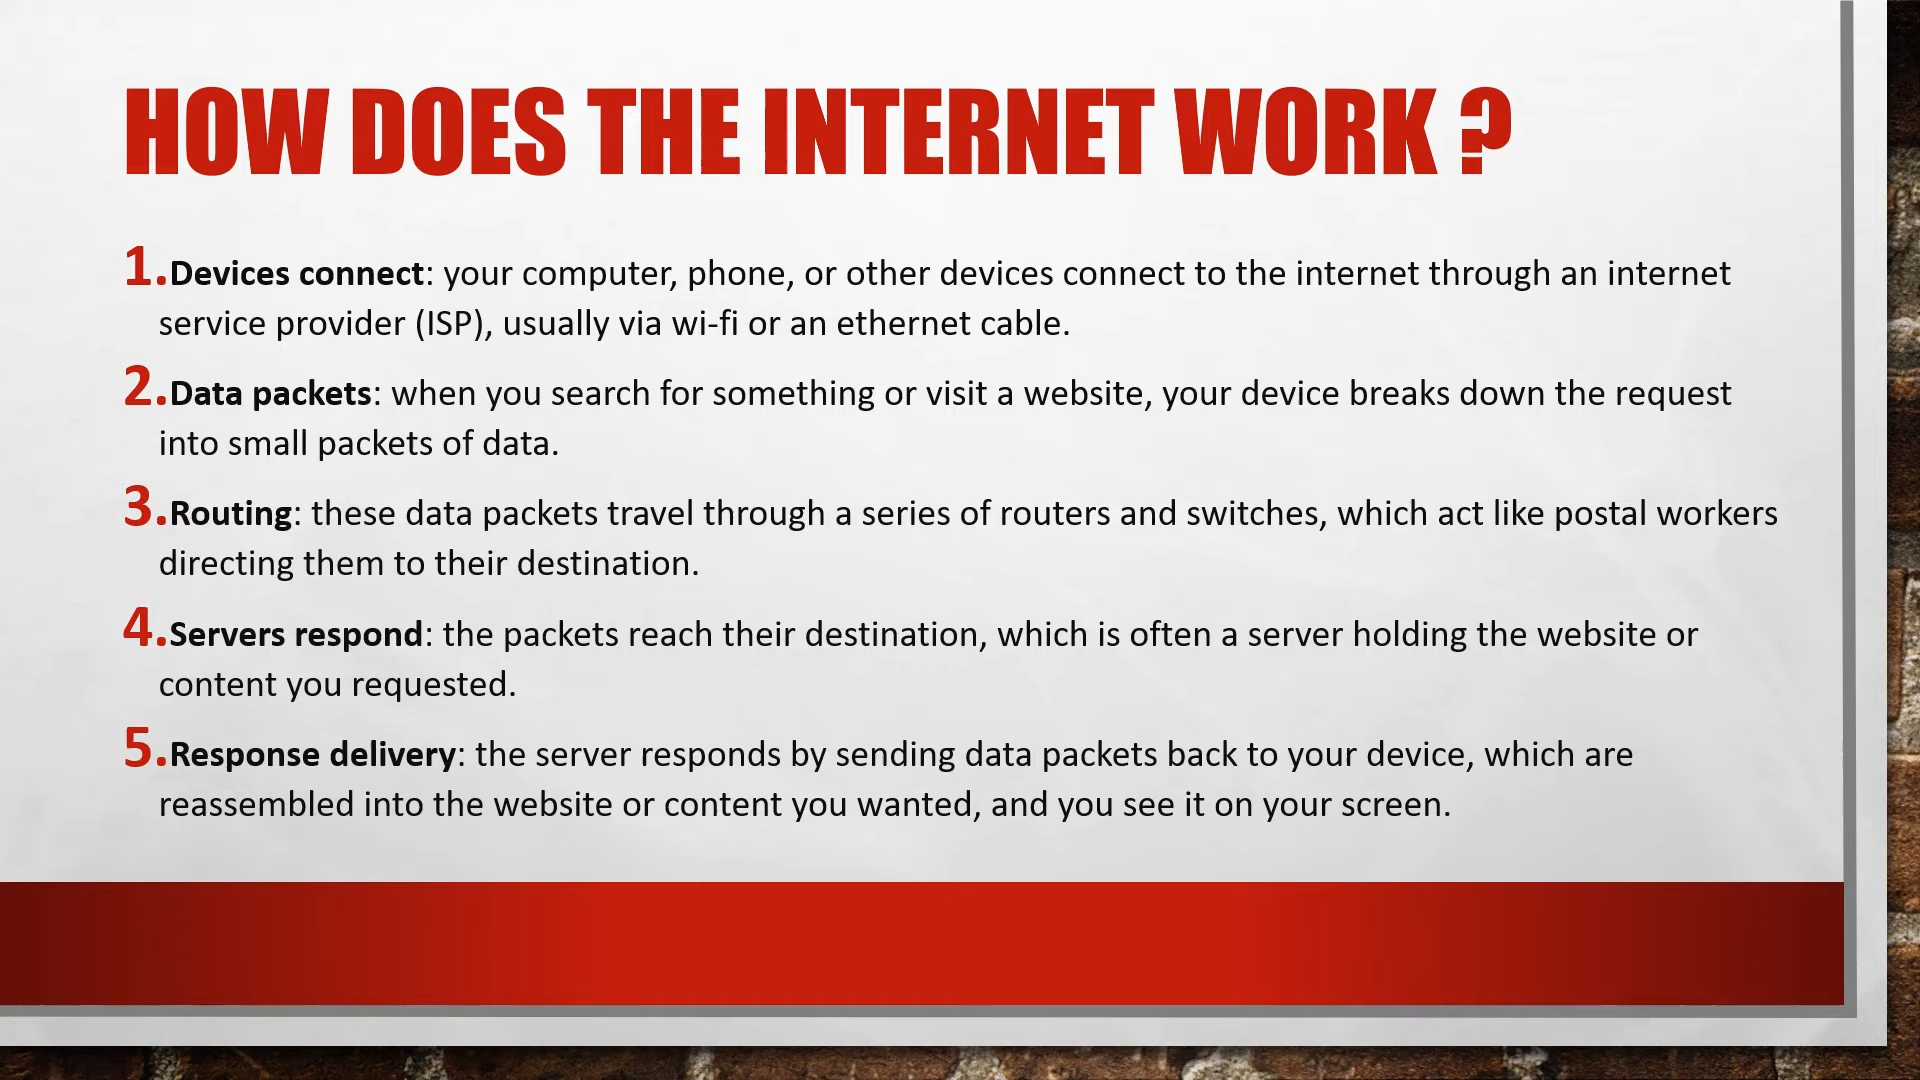 HOW DOES THE INTERNET WORK ?
1.Devices connect: your computer, phone, or other devices connect to the internet through an internet
service provider (ISP), usually via wi-fi or an ethernet cable.
2.Data packets: when you search for something or visit a website, your device breaks down the request
into small packets of data.
3.Routing: these data packets travel through a series of routers and switches, which act like postal workers
directing them to their destination.
4.Servers respond: the packets reach their destination, which is often a server holding the website or
content you requested.
5.Response delivery: the server responds by sending data packets back to your device, which are
reassembled into the website or content you wanted, and you see it on your screen.